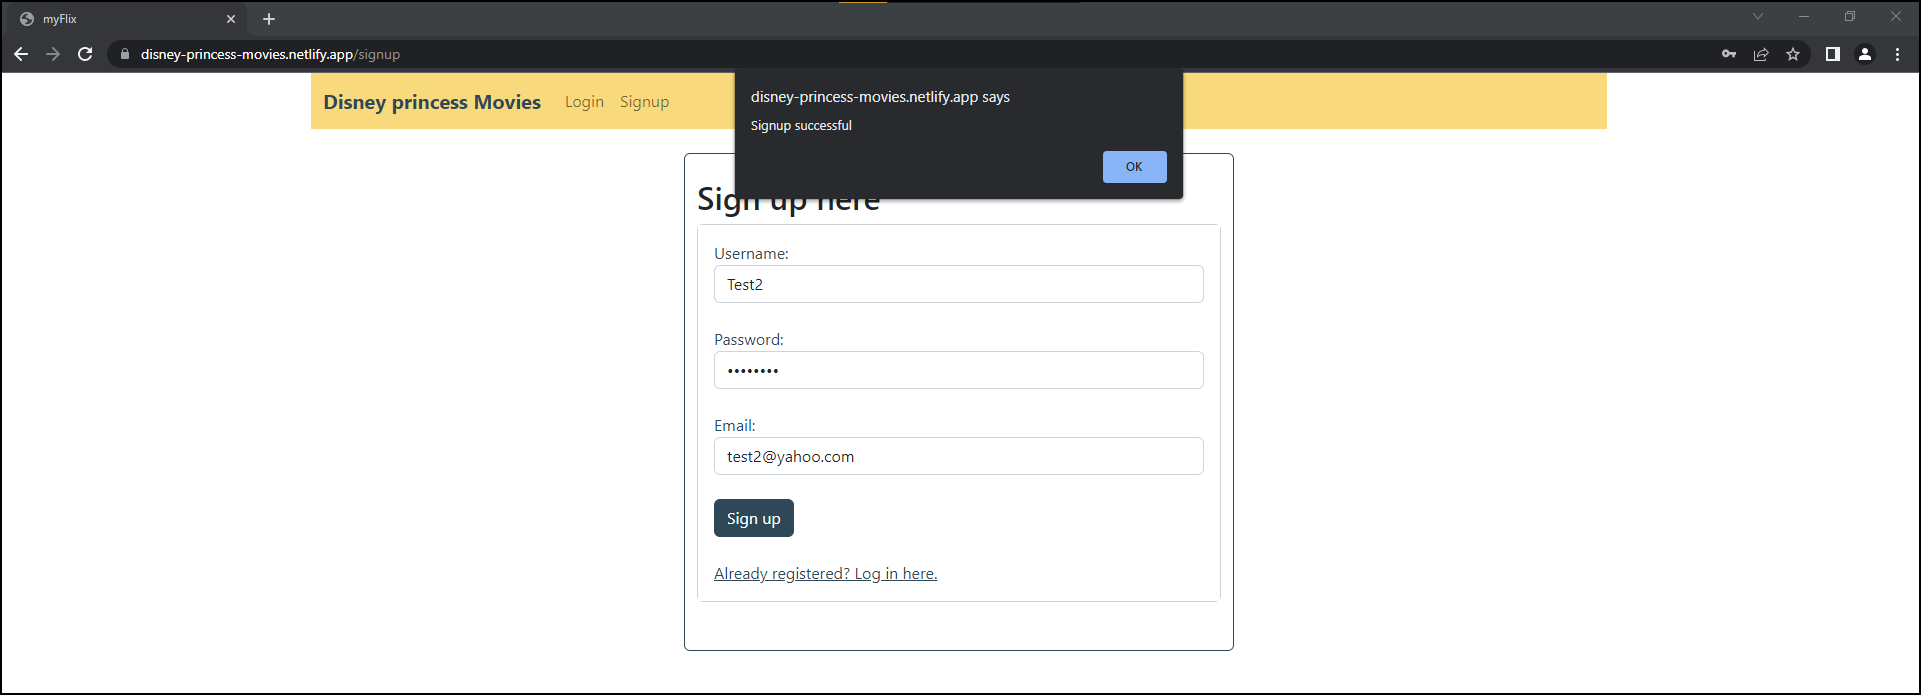 myFlix
disney-princess-movies.netlify.app/signup
Disney princess Movies Login Signup
disney-princess-movies.netlify.app says
Signup successful
OK
Sign up here
Username:
Test2
Password:
••••••••
Email:
test2@yahoo.com
Sign up
Already registered? Log in here.